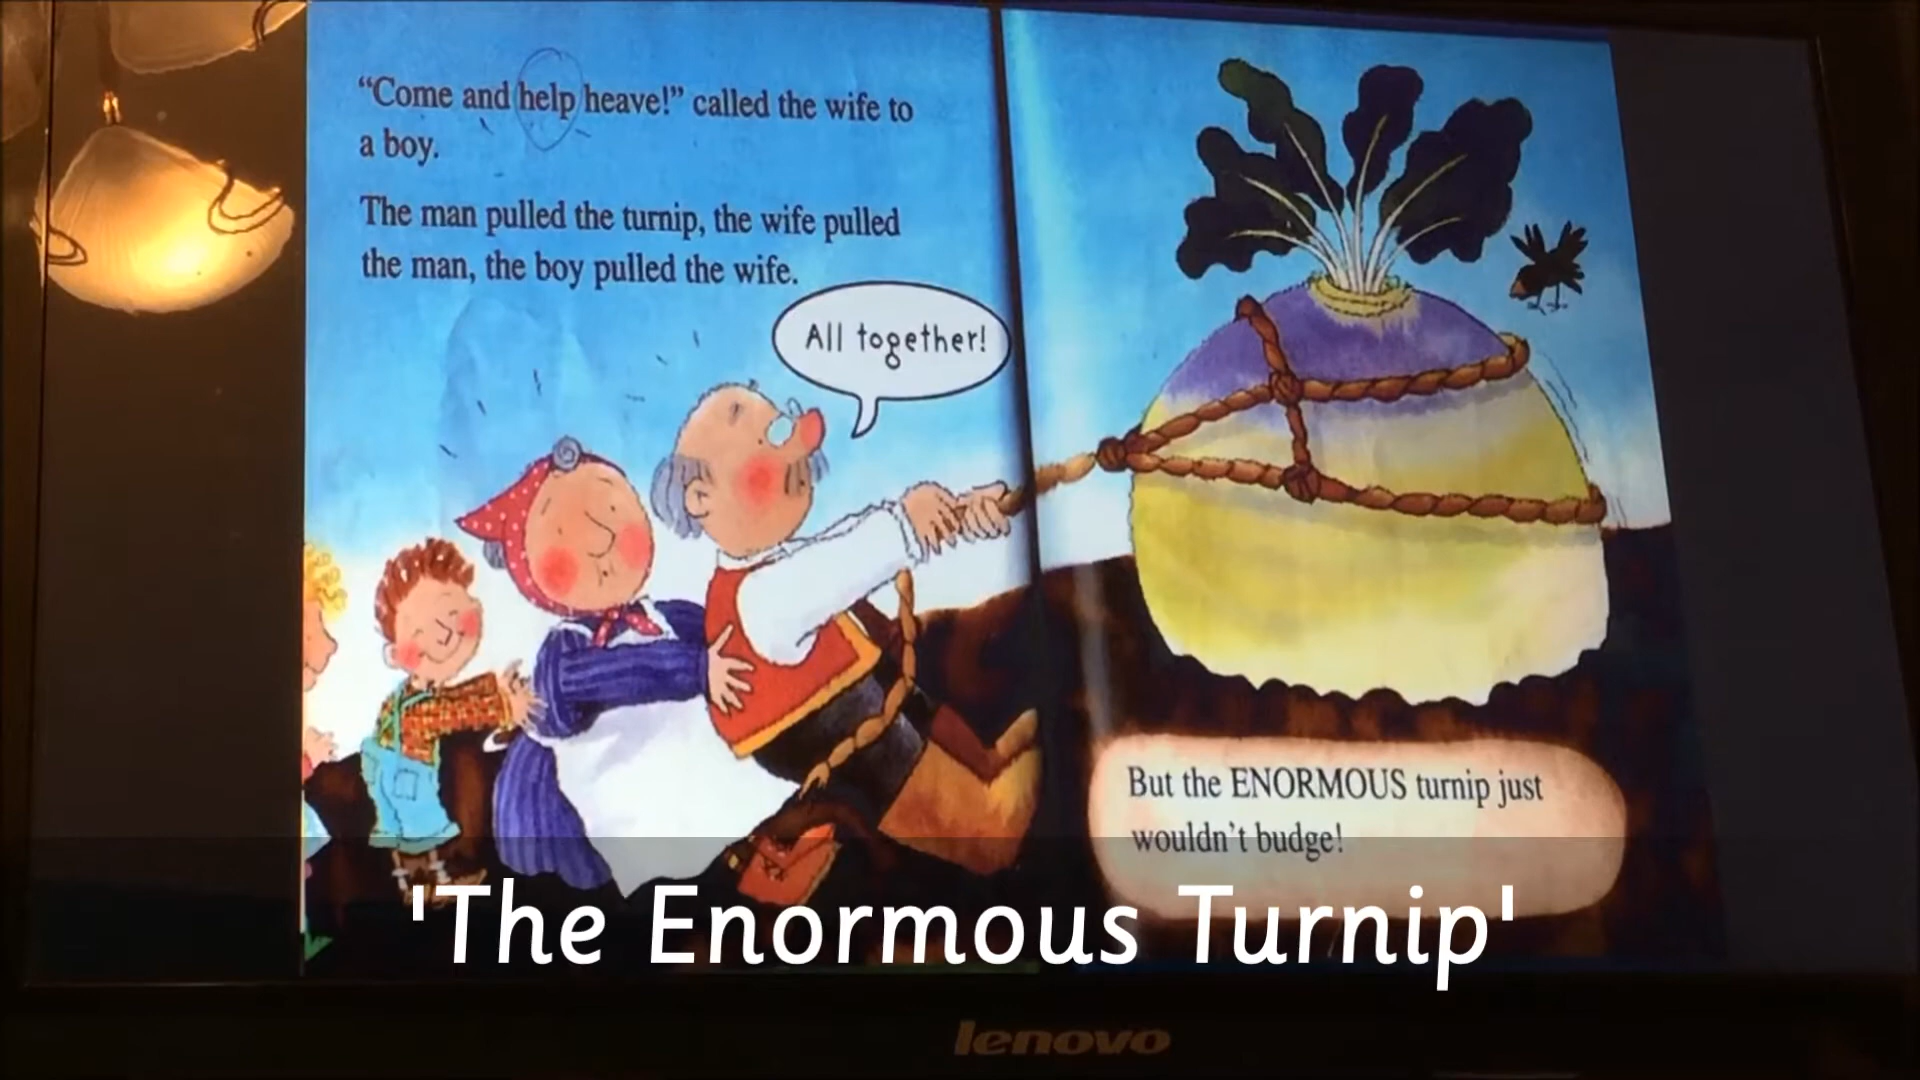 “Come and help heave!” called the wife to
a boy.
The man pulled the turnip, the wife pulled
the man, the boy pulled the wife.
All together!
But the ENORMOUS turnip just
wouldn’t budge!
'The Enormous Turnip'
lenovo